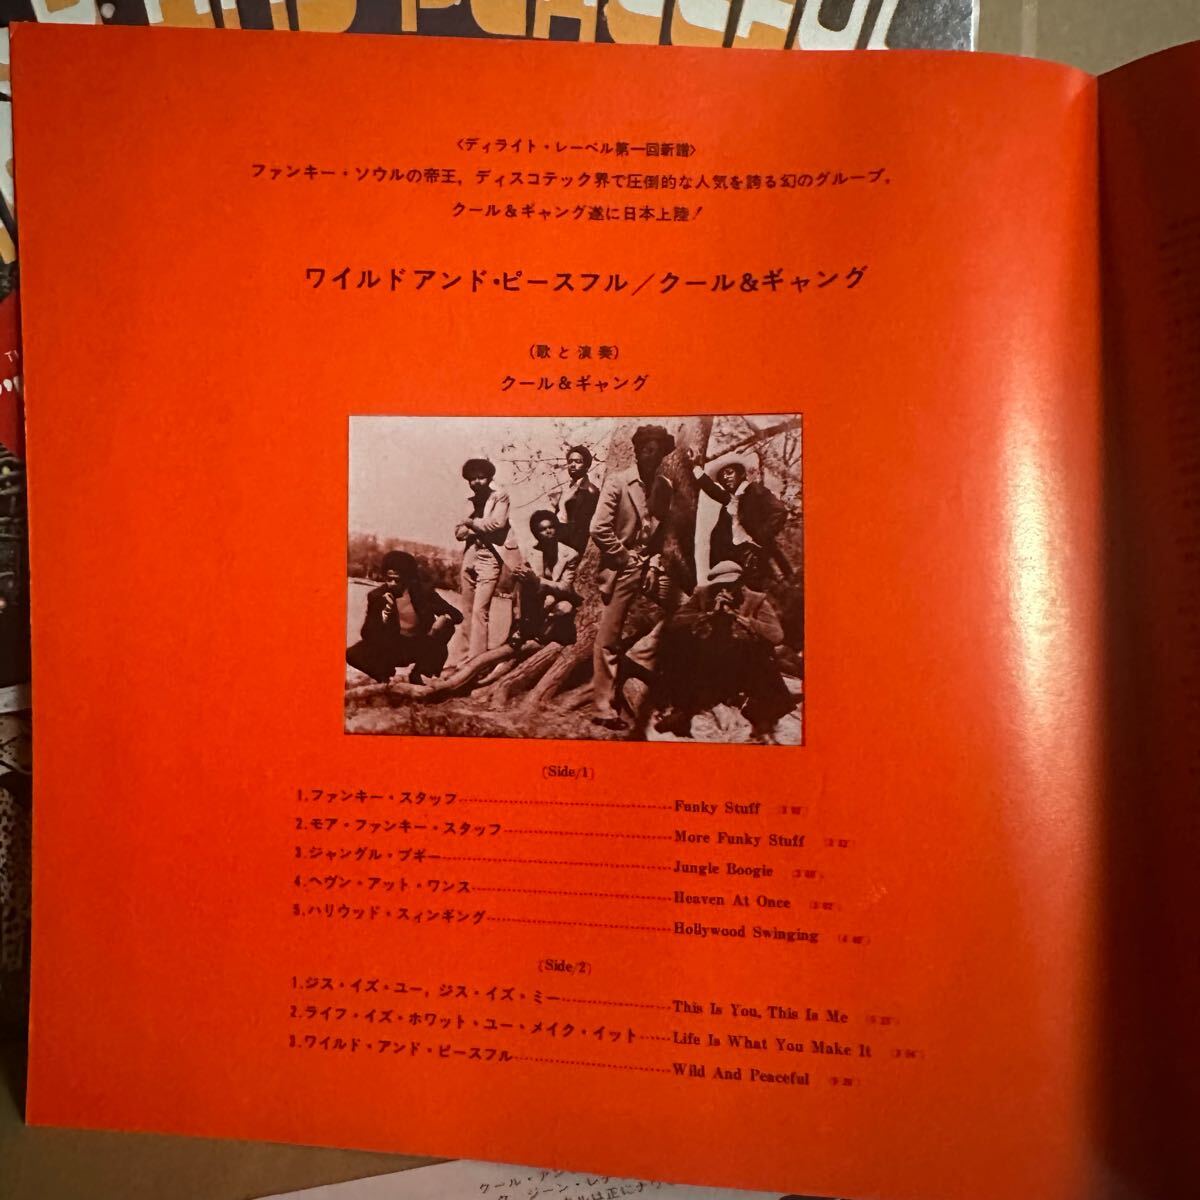 〈ディライト・レーベル第一回新譜〉
ファンキー・ソウルの帝王，ディスコテック界で圧倒的な人気を誇る幻のグループ，
クール＆ギャング遂に日本上陸！
ワイルドアンド・ピースフル／クール＆ギャング
(歌と演奏)
クール＆ギャング
(Side/1)
1.ファンキー・スタッフ Funky Stuff
2.モア・ファンキー・スタッフ More Funky Stuff
3.ジャングル・ブギー Jungle Boogie
4.ヘヴン・アット・ワンス Heaven At Once
5.ハリウッド・スィンギング Hollywood Swinging
(Side/2)
1.ジス・イズ・ユー，ジス・イズ・ミー This Is You, This Is Me
2.ライフ・イズ・ホワット・ユー・メイク・イット Life Is What You Make It
3.ワイルド・アンド・ピースフル Wild And Peaceful